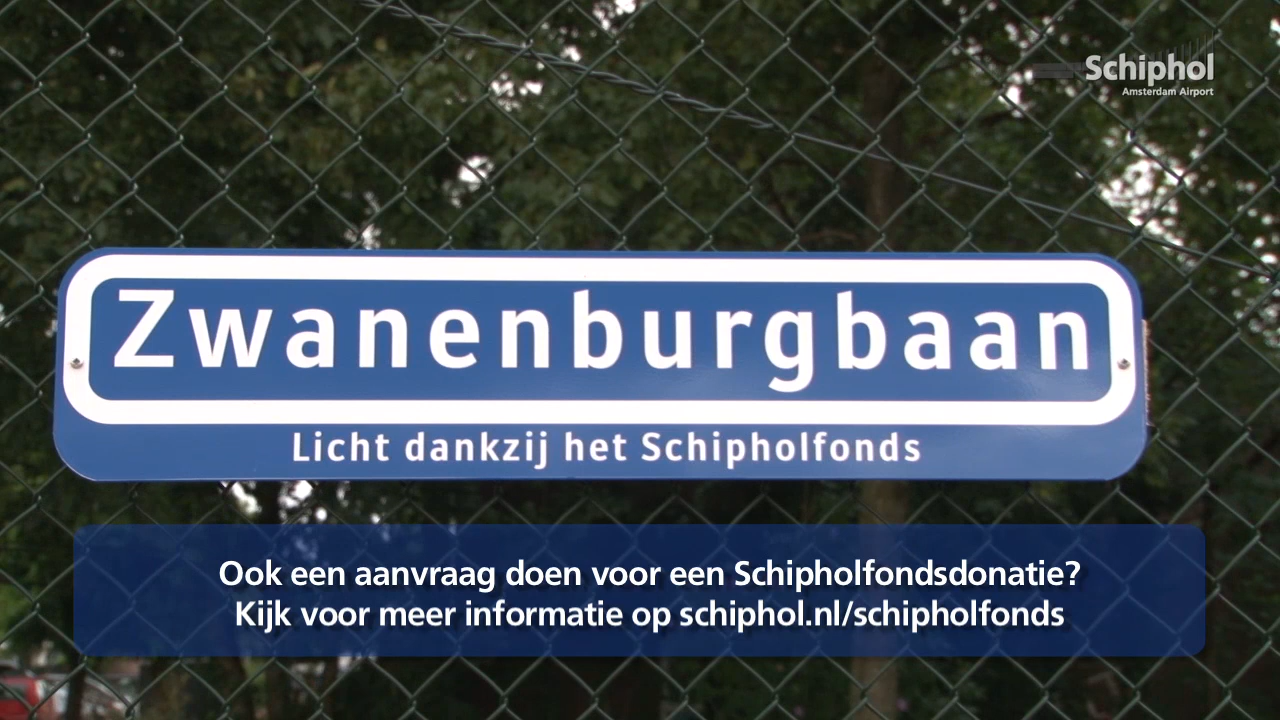 Schiphol
Amsterdam Airport
Zwanenburgbaan
Licht dankzij het Schipholfonds
Ook een aanvraag doen voor een Schipholfondsdonatie?
Kijk voor meer informatie op schiphol.nl/schipholfonds